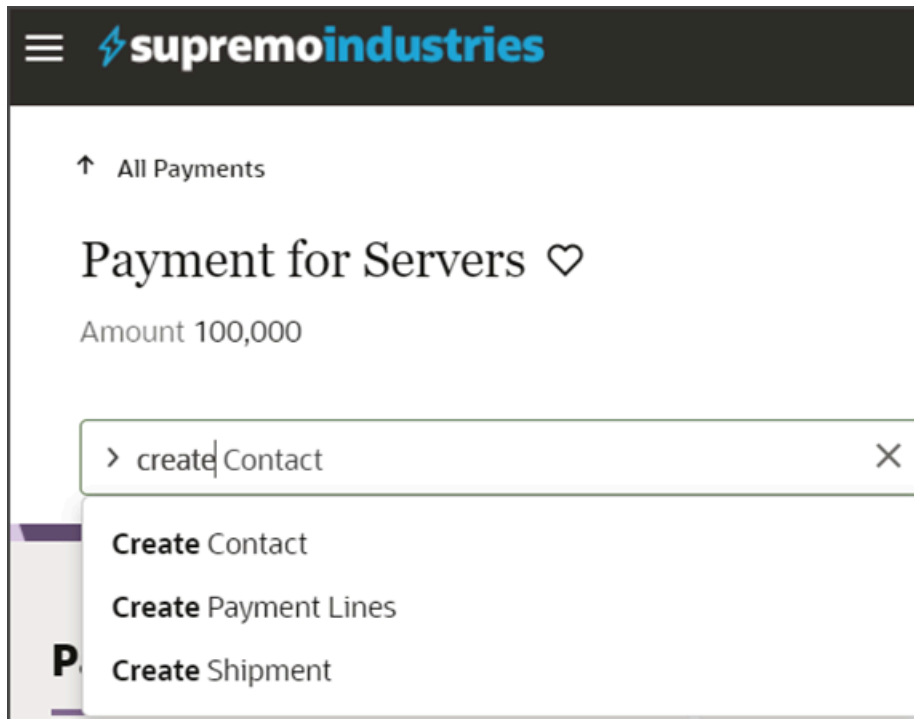 supremoindustries
All Payments
Payment for Servers
Amount 100,000
create Contact
Create Contact
Create Payment Lines
Create Shipment